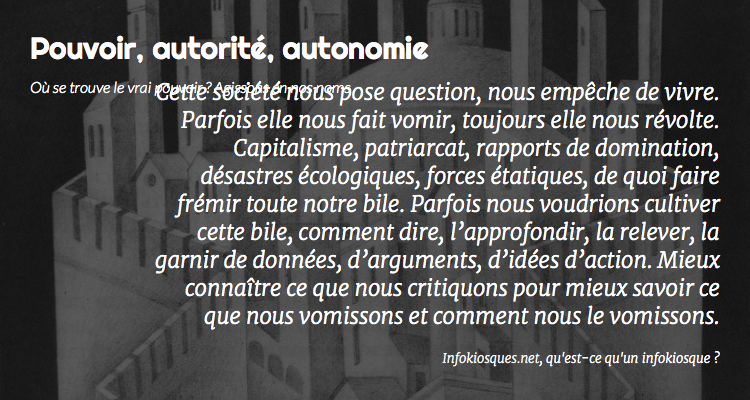 Pouvoir, autorité, autonomie
Où se trouve le vrai pouvoir ? Agissons en nos noms
Cette société nous pose question, nous empêche de vivre.
Parfois elle nous fait vomir, toujours elle nous révolte.
Capitalisme, patriarcat, rapports de domination,
désastres écologiques, forces étatiques, de quoi faire
frémir toute notre bile. Parfois nous voudrions cultiver
cette bile, comment dire, l’approfondir, la relever, la
garnir de données, d’arguments, d’idées d’action. Mieux
connaître ce que nous critiquons pour mieux savoir ce
que nous vomissons et comment nous le vomissons.
Infokiosques.net, qu'est-ce qu'un infokiosque ?